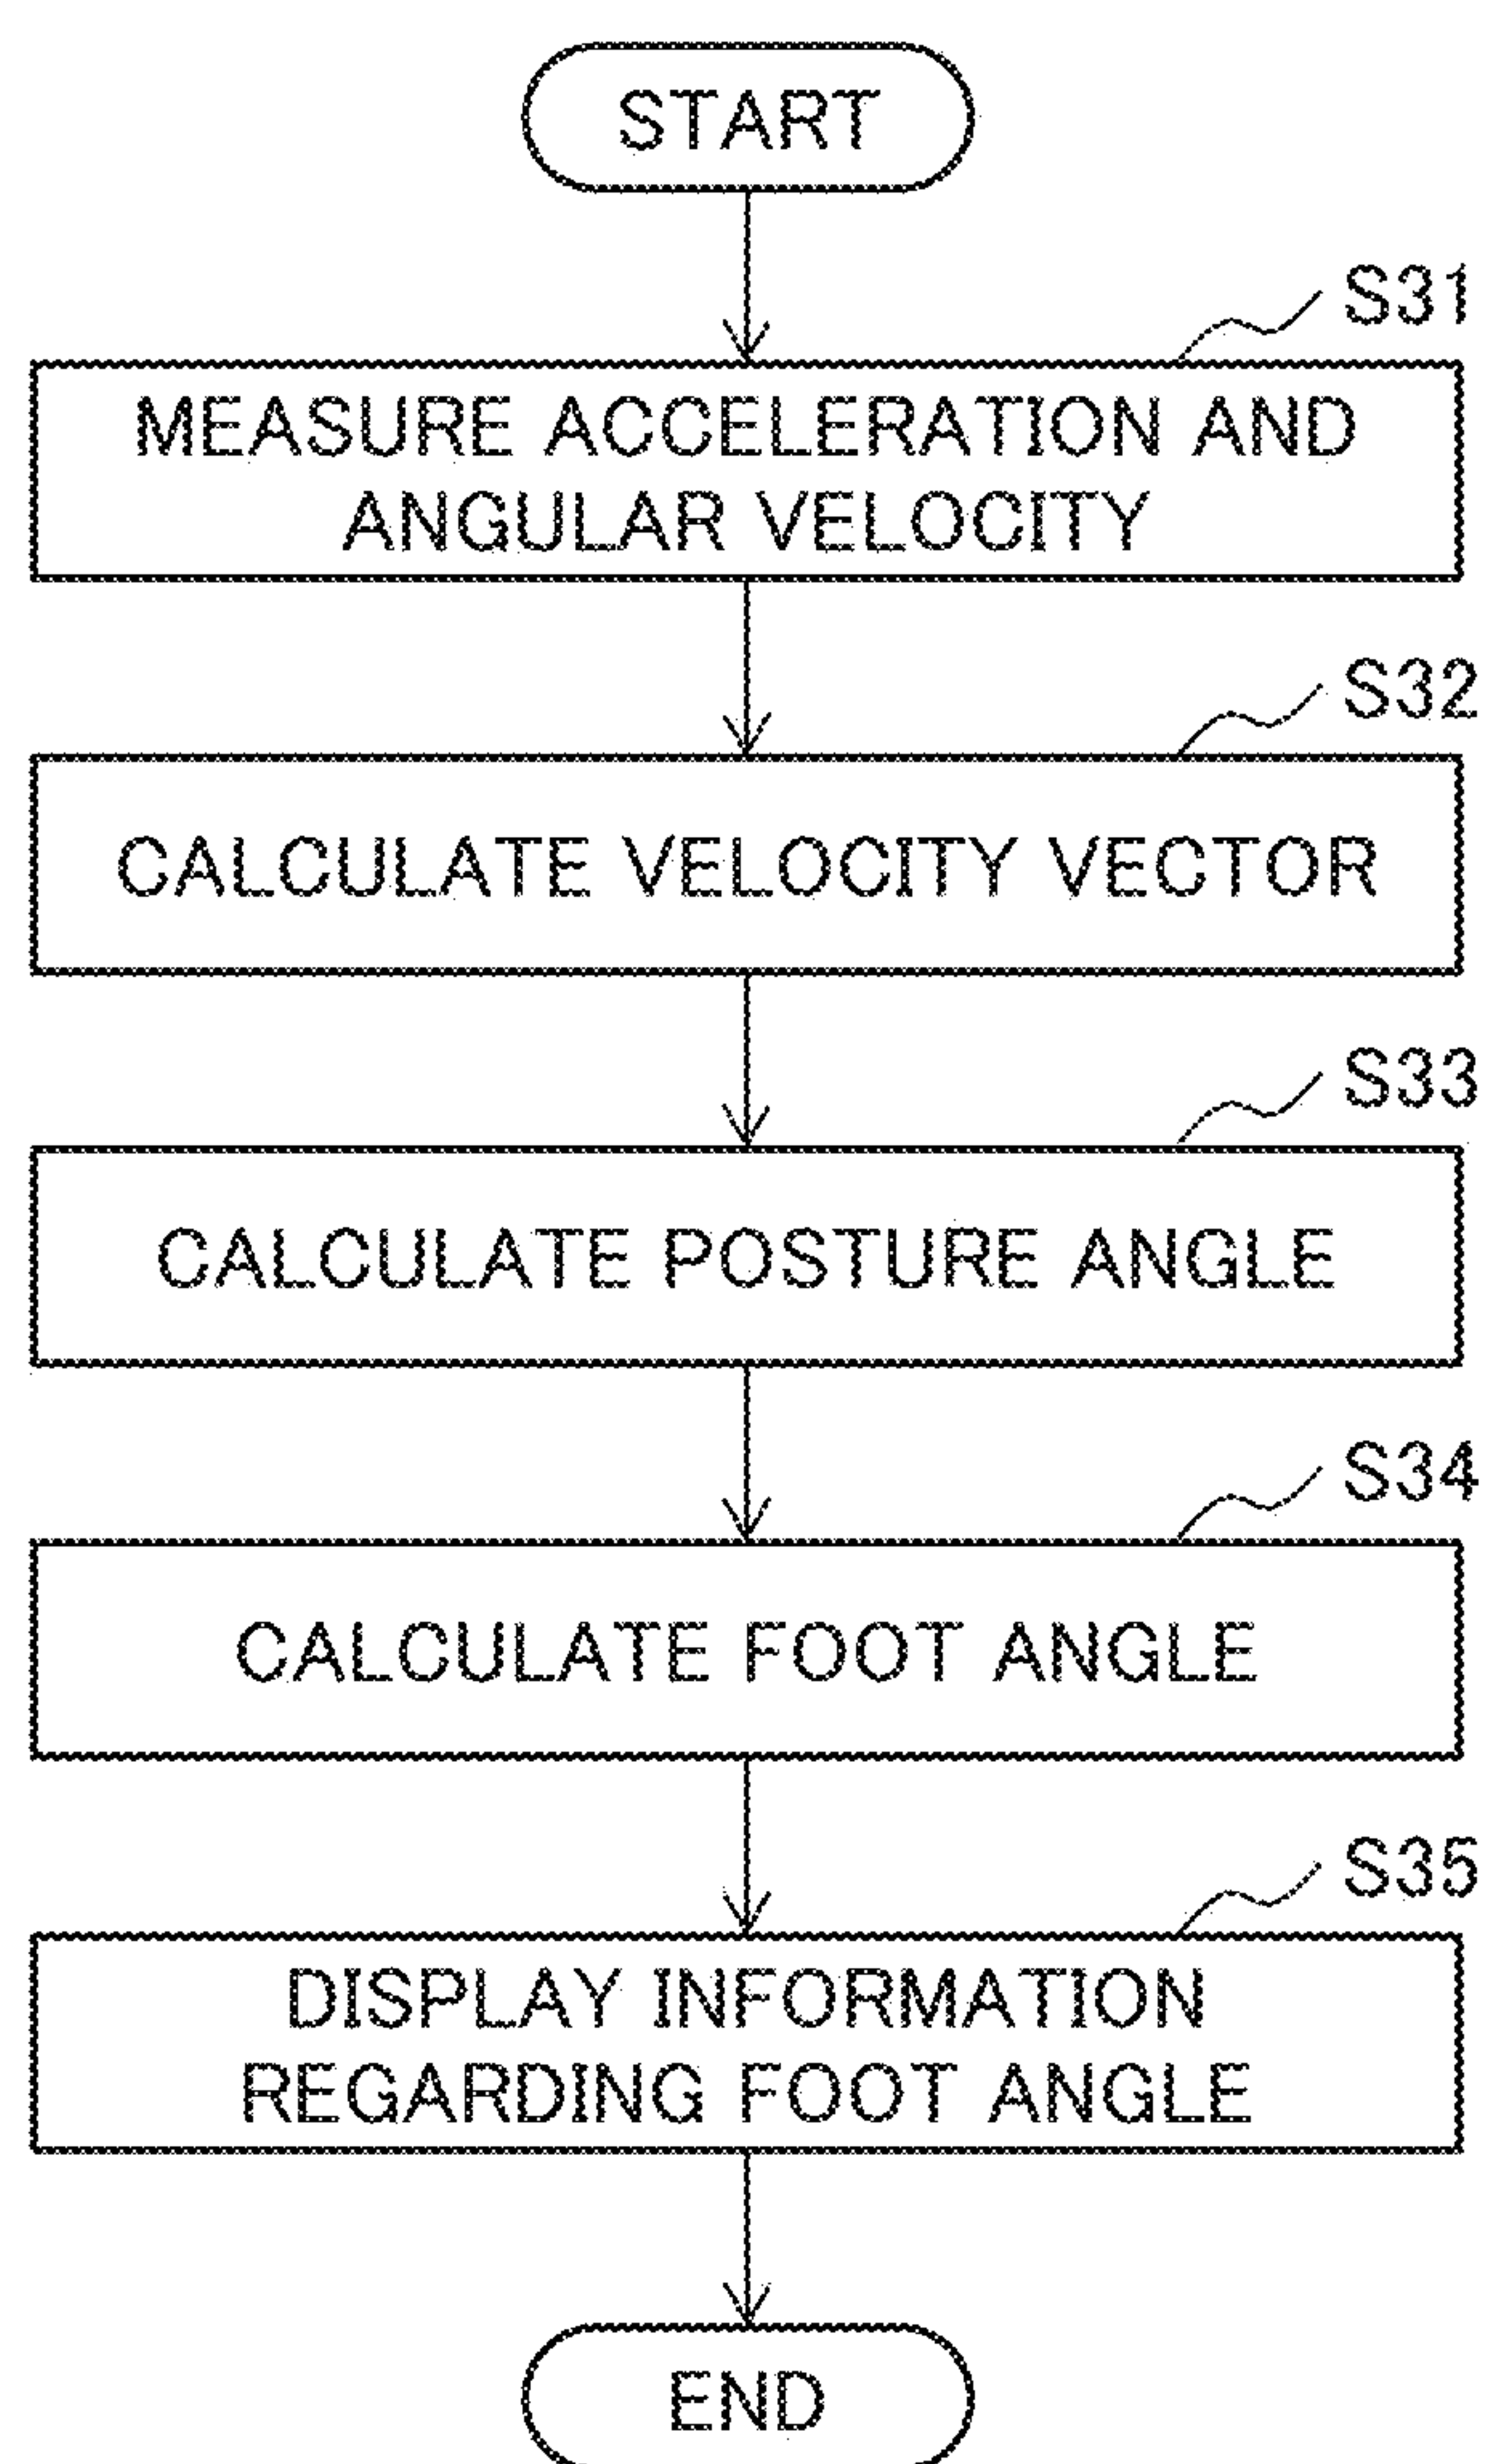 START
S31
MEASURE ACCELERATION AND
ANGULAR VELOCITY
S32
CALCULATE VELOCITY VECTOR
S33
CALCULATE POSTURE ANGLE
S34
CALCULATE FOOT ANGLE
S35
DISPLAY INFORMATION
REGARDING FOOT ANGLE
END